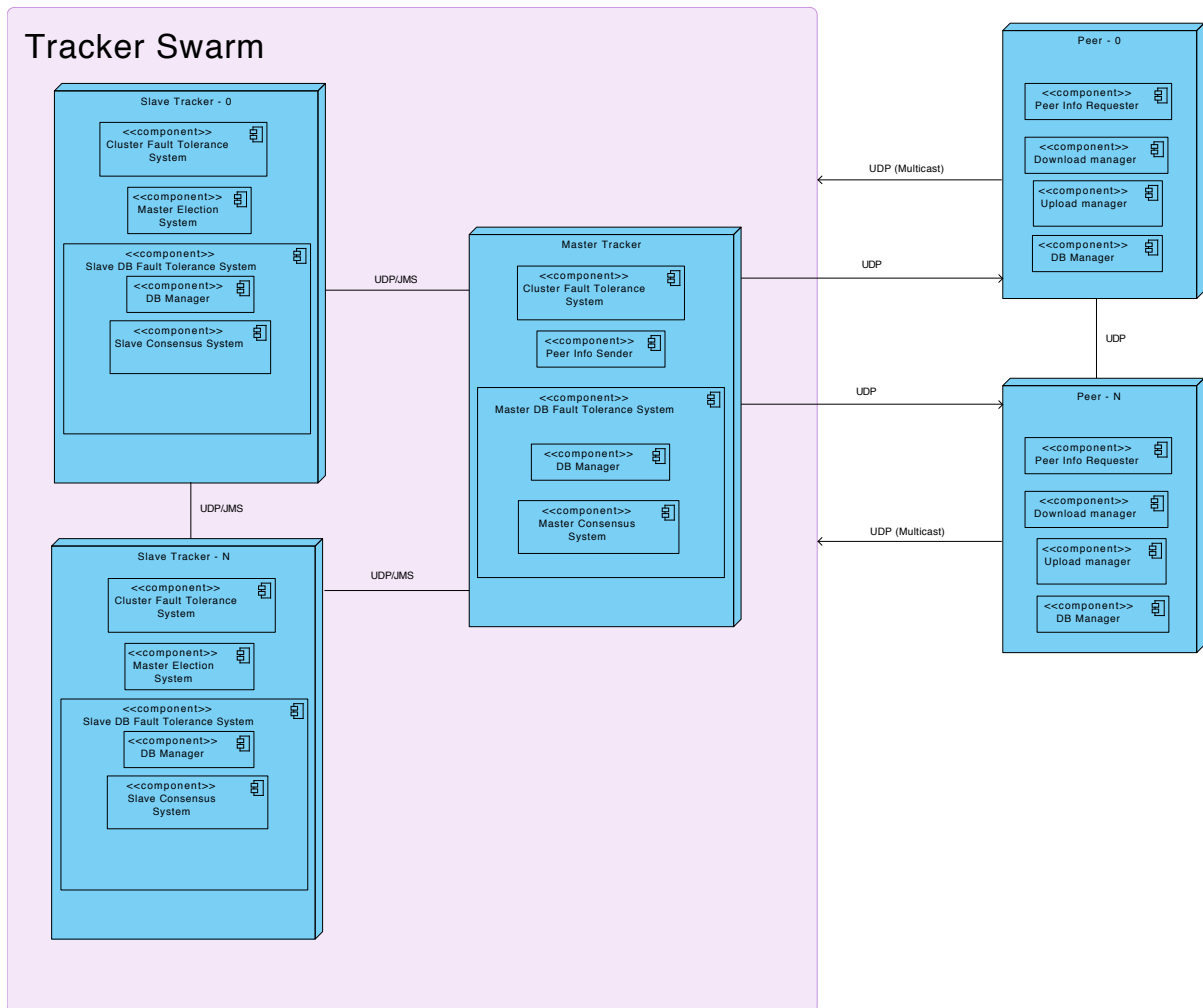 Tracker Swarm
Slave Tracker - 0
<<component>>
Cluster Fault Tolerance
System
<<component>>
Master Election
System
<<component>>
Slave DB Fault Tolerance System
<<component>>
DB Manager
<<component>>
Slave Consensus System
UDP/JMS
UDP/JMS
Slave Tracker - N
<<component>>
Cluster Fault Tolerance
System
<<component>>
Master Election
System
<<component>>
Slave DB Fault Tolerance System
<<component>>
DB Manager
<<component>>
Slave Consensus
System
UDP/JMS
Master Tracker
<<component>>
Cluster Fault Tolerance
System
<<component>>
Peer Info Sender
<<component>>
Master DB Fault Tolerance System
<<component>>
DB Manager
<<component>>
Master Consensus
System
UDP (Multicast)
UDP
UDP
UDP (Multicast)
Peer - 0
<<component>>
Peer Info Requester
<<component>>
Download manager
<<component>>
Upload manager
<<component>>
DB Manager
UDP
Peer - N
<<component>>
Peer Info Requester
<<component>>
Download manager
<<component>>
Upload manager
<<component>>
DB Manager